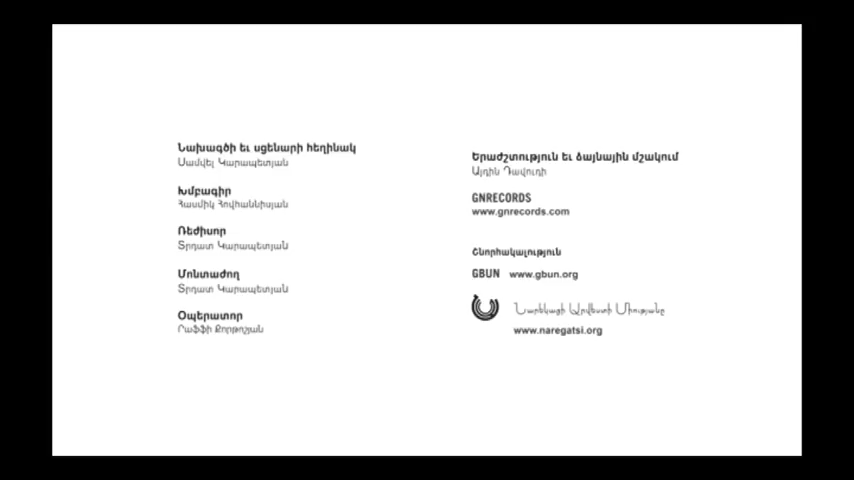 Նախագծի եւ սցենարի հեղինակ
Սամվել Կարապետյան
Խմբագիր
Հասմիկ Հովհաննիսյան
Ռեժիսոր
Տրդատ Կարապետյան
Մոնտաժող
Տրդատ Կարապետյան
Օպերատոր
Րաֆֆի Քորթոշյան
Երաժշտություն եւ ձայնային մշակում
Այդին Դավուդի
GNRECORDS
www.gnrecords.com
Շնորհակալություն
GBUN www.gbun.org
Նարեկացի Արվեստի Միությանը
www.naregatsi.org